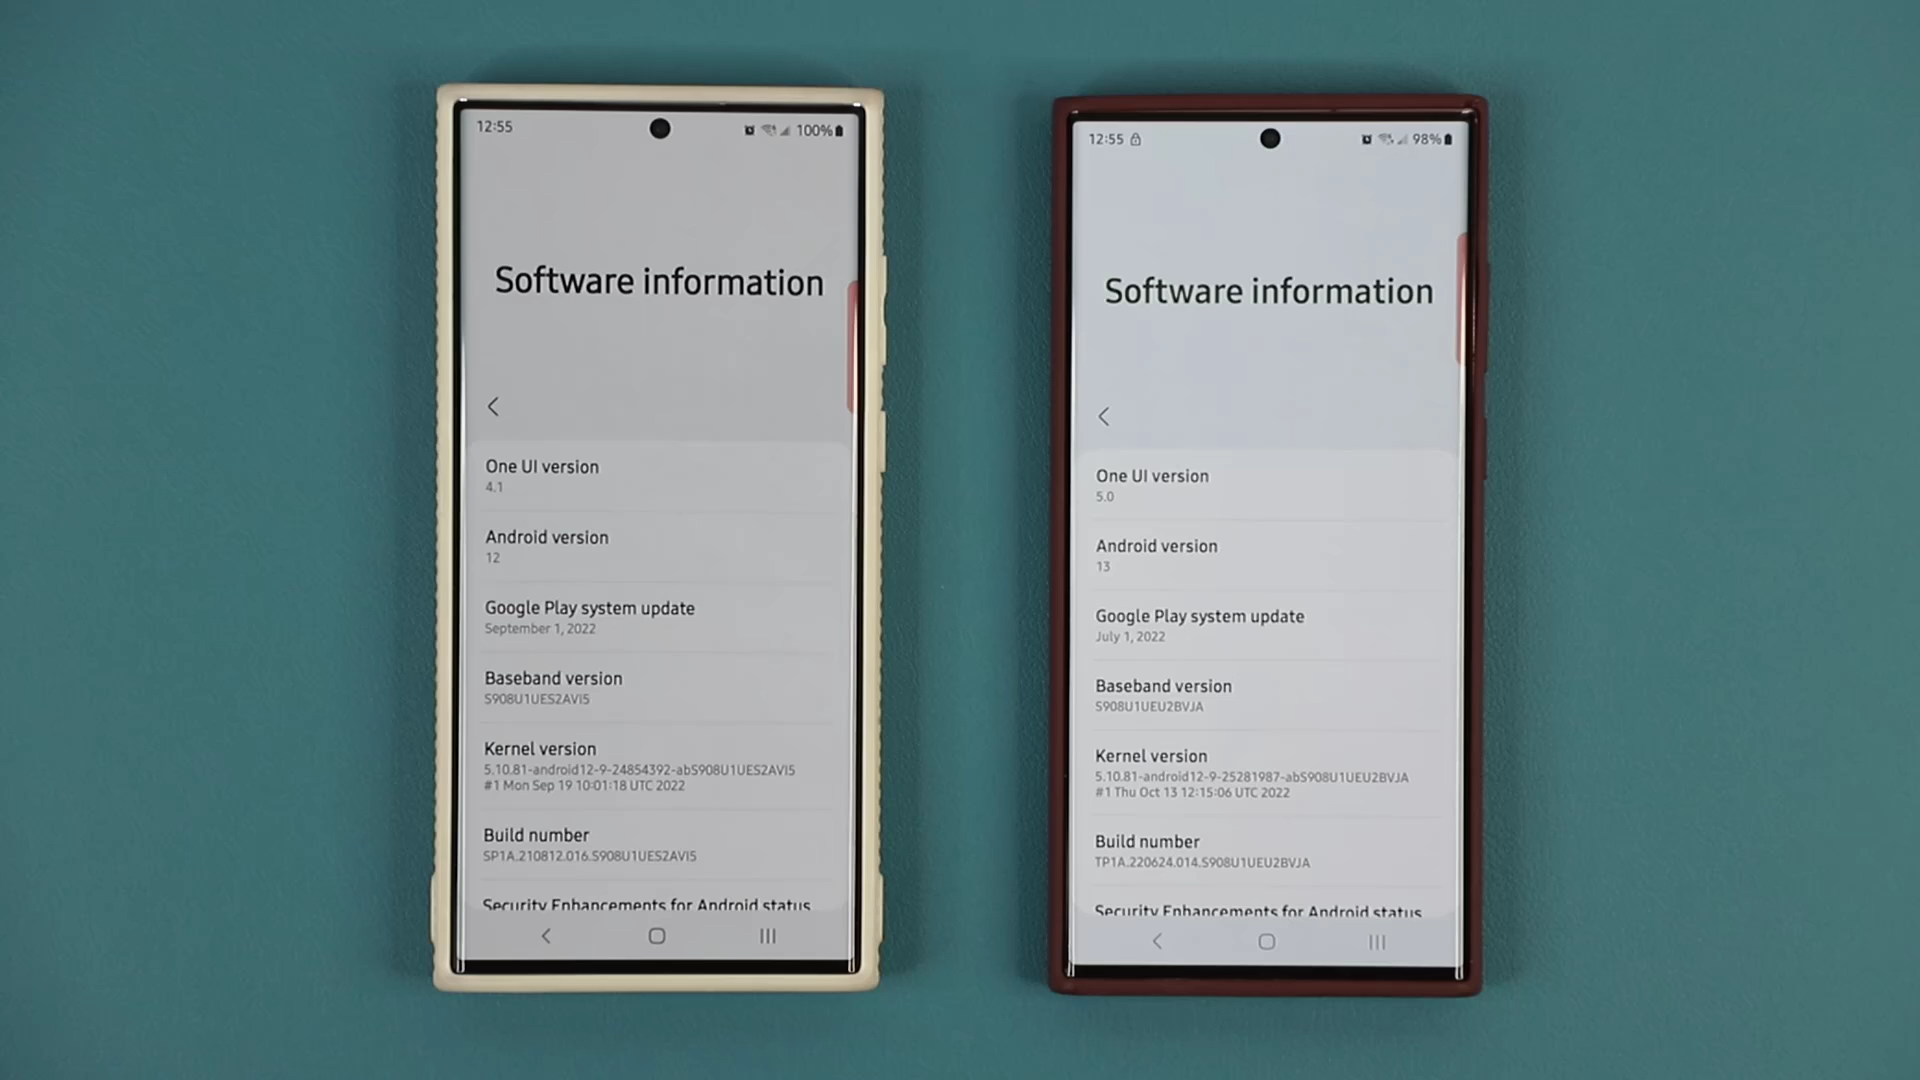 12:55
100%
Software information
One UI version
4.1
Android version
12
Google Play system update
September 1, 2022
Baseband version
S908U1UES2AVI5
Kernel version
5.10.81-android12-9-24854392-abS908U1UES2AVI5
#1 Mon Sep 19 10:01:18 UTC 2022
Build number
SP1A.210812.016.S908U1UES2AVI5
Security Enhancements for Android status
12:55
98%
Software information
One UI version
5.0
Android version
13
Google Play system update
July 1, 2022
Baseband version
S908U1UEU2BVJA
Kernel version
5.10.81-android12-9-25281987-abS908U1UEU2BVJA
#1 Thu Oct 13 12:15:06 UTC 2022
Build number
TP1A.220624.014.S908U1UEU2BVJA
Security Enhancements for Android status